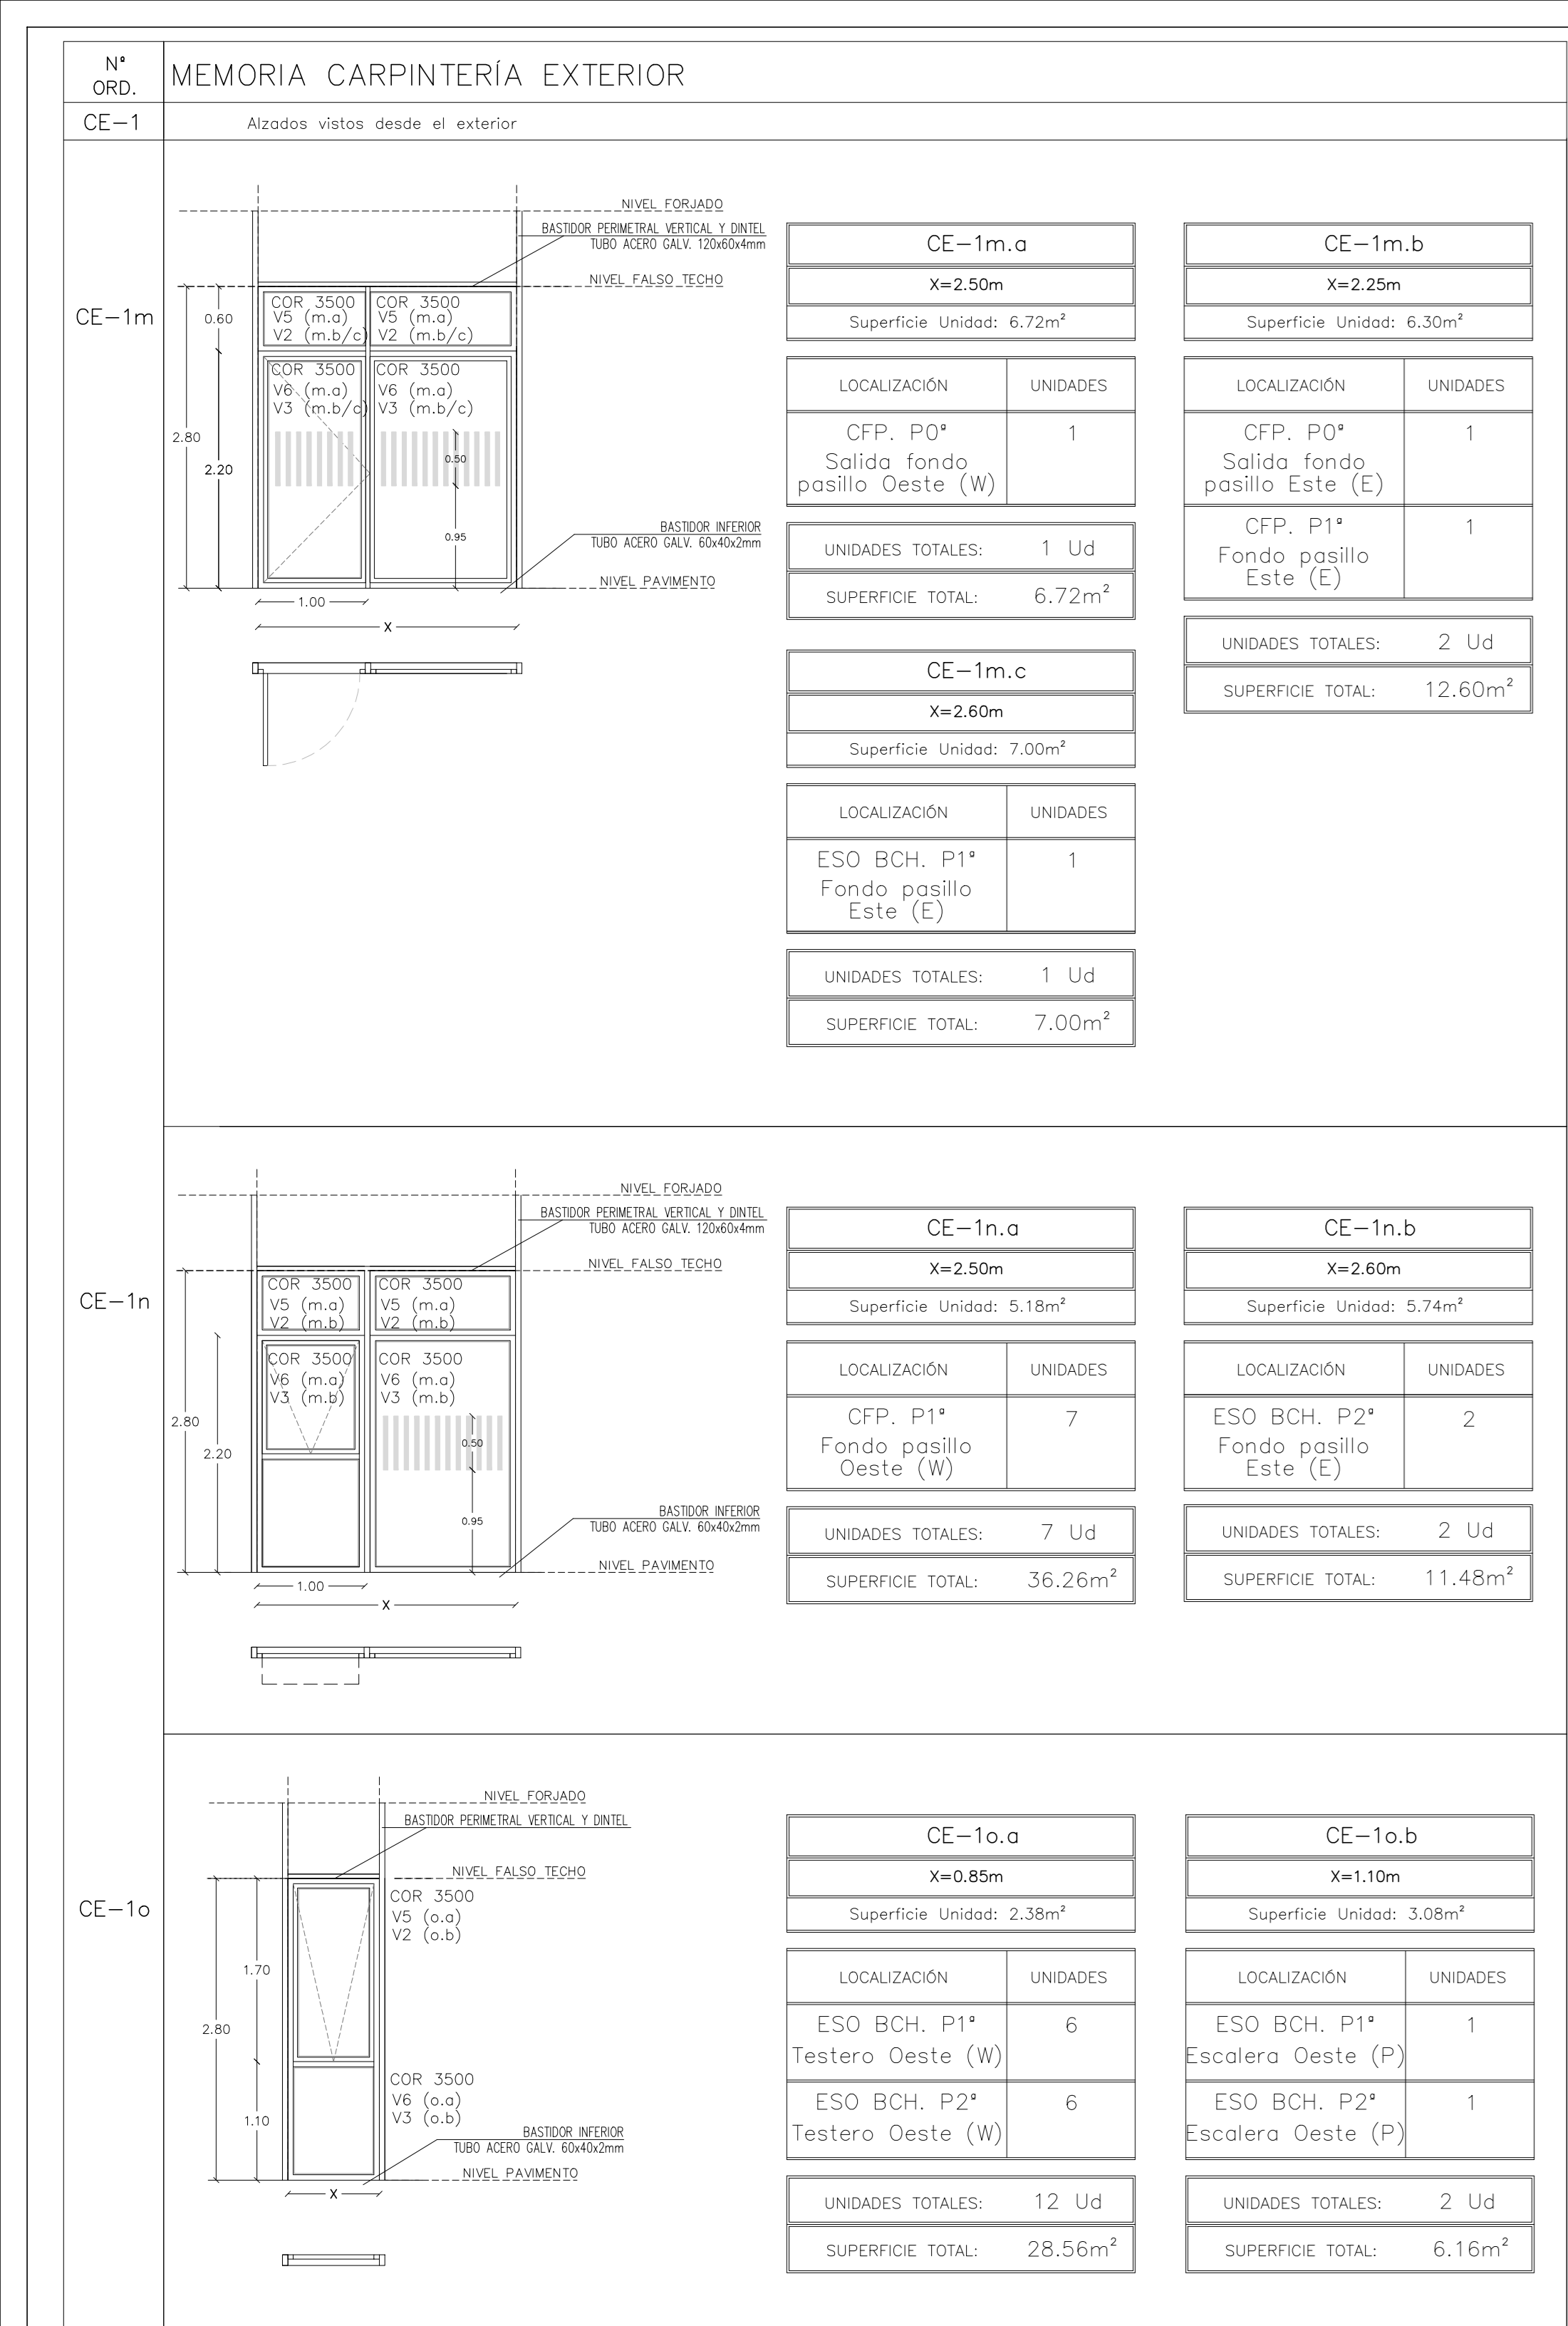 Nº
ORD.
MEMORIA CARPINTERÍA EXTERIOR
CE-1
Alzados vistos desde el exterior
CE-1m
NIVEL FORJADO
BASTIDOR PERIMETRAL VERTICAL Y DINTEL
TUBO ACERO GALV. 120x60x4mm
NIVEL FALSO TECHO
COR 3500
V5 (m.a)
V2 (m.b/c)
COR 3500
V5 (m.a)
V2 (m.b/c)
0.60
COR 3500
V6 (m.a)
V3 (m.b/c)
COR 3500
V6 (m.a)
V3 (m.b/c)
2.80
2.20
0.50
0.95
BASTIDOR INFERIOR
TUBO ACERO GALV. 60x40x2mm
NIVEL PAVIMENTO
1.00
X
CE-1m.a
X=2.50m
Superficie Unidad: 6.72m²
LOCALIZACIÓN UNIDADES
CFP. P0ª 1
Salida fondo
pasillo Oeste (W)
UNIDADES TOTALES: 1 Ud
SUPERFICIE TOTAL: 6.72m²
CE-1m.b
X=2.25m
Superficie Unidad: 6.30m²
LOCALIZACIÓN UNIDADES
CFP. P0ª 1
Salida fondo
pasillo Este (E)
CFP. P1ª 1
Fondo pasillo
Este (E)
UNIDADES TOTALES: 2 Ud
SUPERFICIE TOTAL: 12.60m²
CE-1m.c
X=2.60m
Superficie Unidad: 7.00m²
LOCALIZACIÓN UNIDADES
ESO BCH. P1ª 1
Fondo pasillo
Este (E)
UNIDADES TOTALES: 1 Ud
SUPERFICIE TOTAL: 7.00m²
CE-1n
NIVEL FORJADO
BASTIDOR PERIMETRAL VERTICAL Y DINTEL
TUBO ACERO GALV. 120x60x4mm
NIVEL FALSO TECHO
COR 3500
V5 (m.a)
V2 (m.b)
COR 3500
V5 (m.a)
V2 (m.b)
COR 3500
V6 (m.a)
V3 (m.b)
COR 3500
V6 (m.a)
V3 (m.b)
2.80
2.20
0.50
0.95
BASTIDOR INFERIOR
TUBO ACERO GALV. 60x40x2mm
NIVEL PAVIMENTO
1.00
X
CE-1n.a
X=2.50m
Superficie Unidad: 5.18m²
LOCALIZACIÓN UNIDADES
CFP. P1ª 7
Fondo pasillo
Oeste (W)
UNIDADES TOTALES: 7 Ud
SUPERFICIE TOTAL: 36.26m²
CE-1n.b
X=2.60m
Superficie Unidad: 5.74m²
LOCALIZACIÓN UNIDADES
ESO BCH. P2ª 2
Fondo pasillo
Este (E)
UNIDADES TOTALES: 2 Ud
SUPERFICIE TOTAL: 11.48m²
CE-1o
NIVEL FORJADO
BASTIDOR PERIMETRAL VERTICAL Y DINTEL
NIVEL FALSO TECHO
COR 3500
V5 (o.a)
V2 (o.b)
1.70
2.80
COR 3500
V6 (o.a)
V3 (o.b)
1.10
BASTIDOR INFERIOR
TUBO ACERO GALV. 60x40x2mm
NIVEL PAVIMENTO
X
CE-1o.a
X=0.85m
Superficie Unidad: 2.38m²
LOCALIZACIÓN UNIDADES
ESO BCH. P1ª 6
Testero Oeste (W)
ESO BCH. P2ª 6
Testero Oeste (W)
UNIDADES TOTALES: 12 Ud
SUPERFICIE TOTAL: 28.56m²
CE-1o.b
X=1.10m
Superficie Unidad: 3.08m²
LOCALIZACIÓN UNIDADES
ESO BCH. P1ª 1
Escalera Oeste (P)
ESO BCH. P2ª 1
Escalera Oeste (P)
UNIDADES TOTALES: 2 Ud
SUPERFICIE TOTAL: 6.16m²